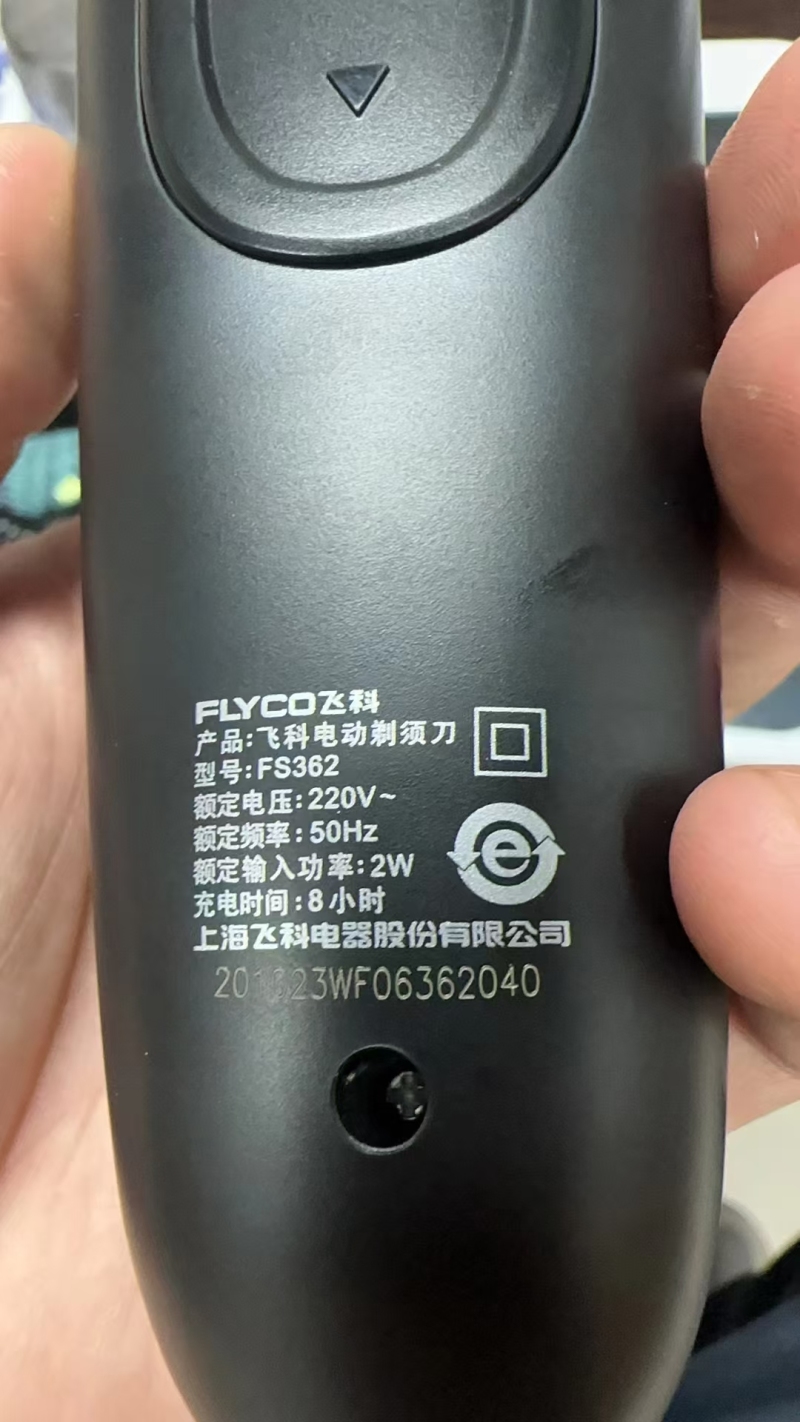 FLYCO飞科
产品:飞科电动剃须刀
型号:FS362
额定电压:220V~
额定频率:50Hz
额定输入功率:2W
充电时间:8小时
上海飞科电器股份有限公司
e